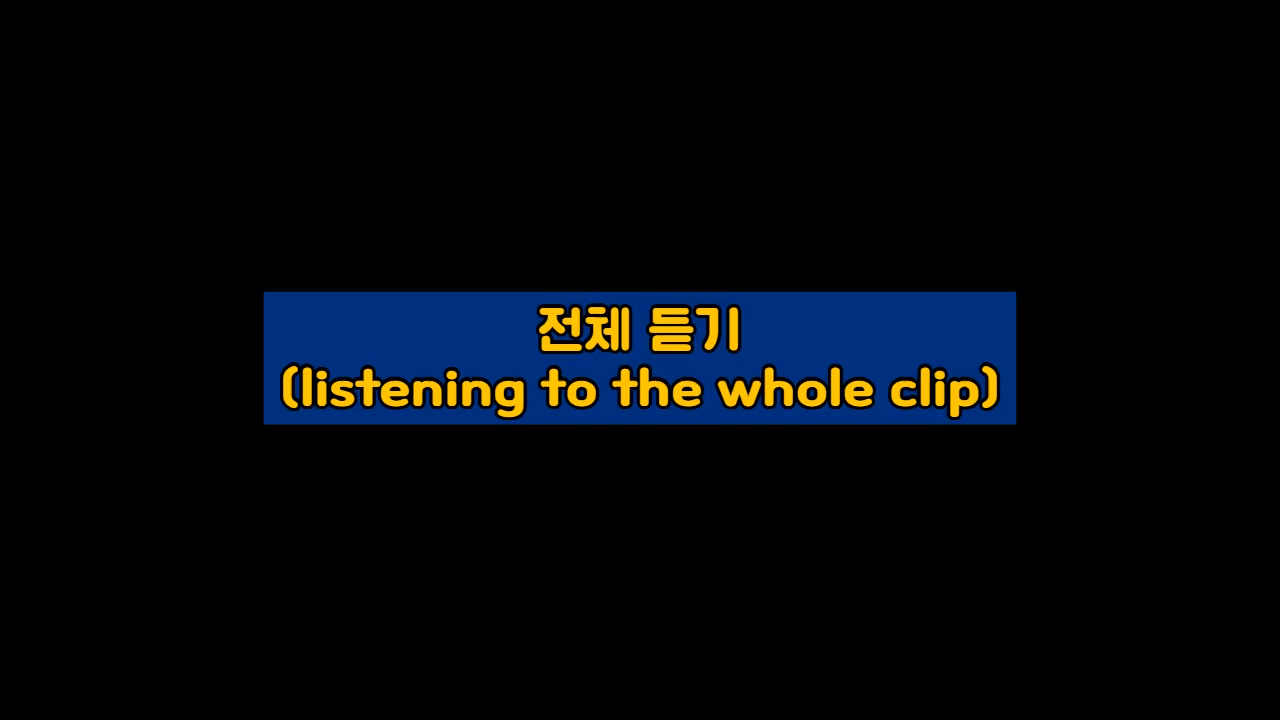 전체 듣기
(listening to the whole clip)